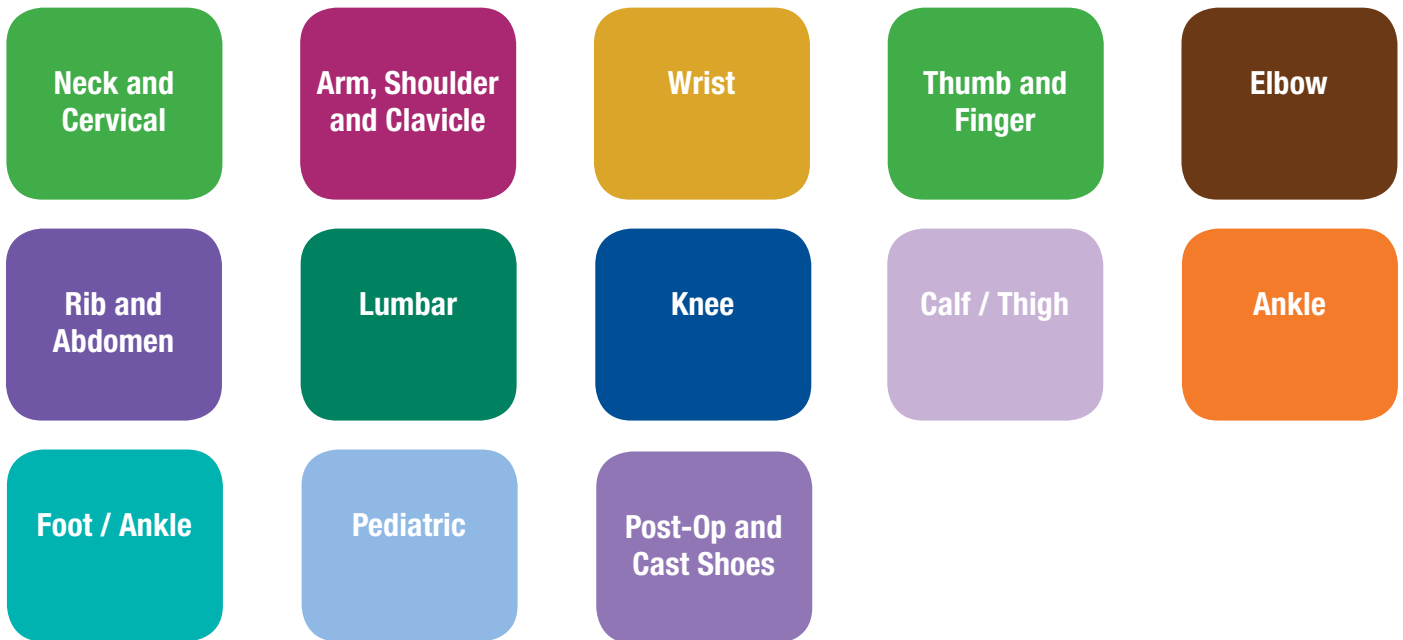 Neck and
Cervical
Arm, Shoulder
and Clavicle
Wrist
Thumb and
Finger
Elbow
Rib and
Abdomen
Lumbar
Knee
Calf / Thigh
Ankle
Foot / Ankle
Pediatric
Post-Op and
Cast Shoes